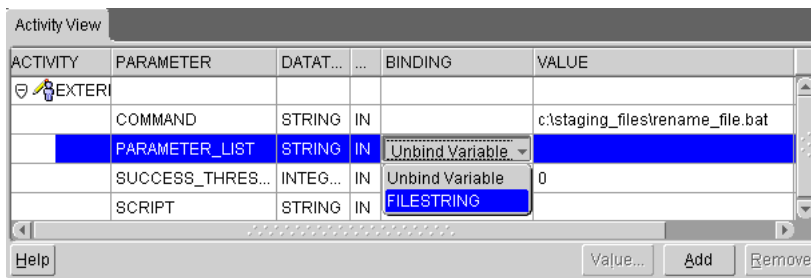 Activity View
ACTIVITY PARAMETER DATAT... ... BINDING VALUE
EXTERI
COMMAND STRING IN c:\staging_files\rename_file.bat
PARAMETER_LIST STRING IN Unbind Variable
SUCCESS_THRES... INTEG... IN Unbind Variable 0
SCRIPT STRING IN FILESTRING
Help Value... Add Remove